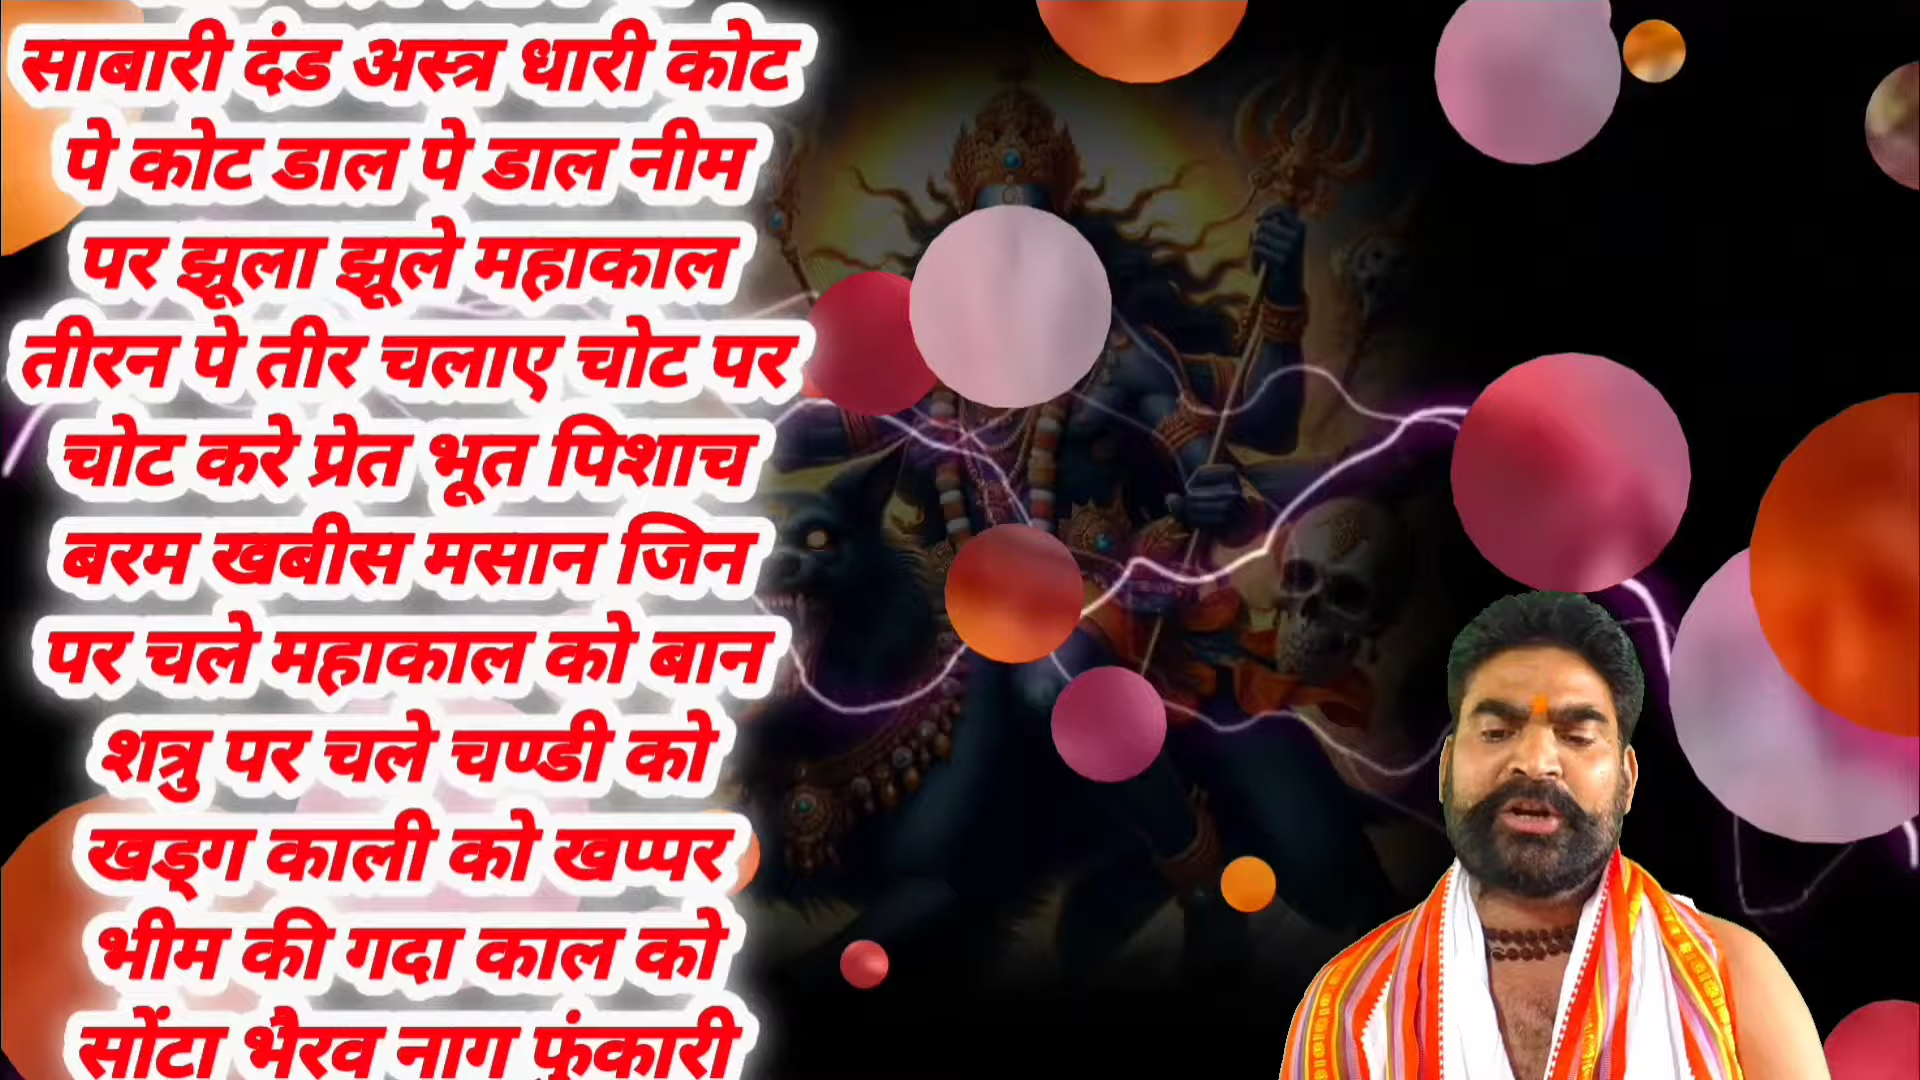 साबारी दंड अस्त्र धारी कोट
पे कोट डाल पे डाल नीम
पर झूला झूले महाकाल
तीरन पे तीर चलाए चोट पर
चोट करे प्रेत भूत पिशाच
बरम खबीस मसान जिन
पर चले महाकाल को बान
शत्रु पर चले चण्डी को
खड्ग काली को खप्पर
भीम की गदा काल को
सोंटा भैरव नाग फुंकारी